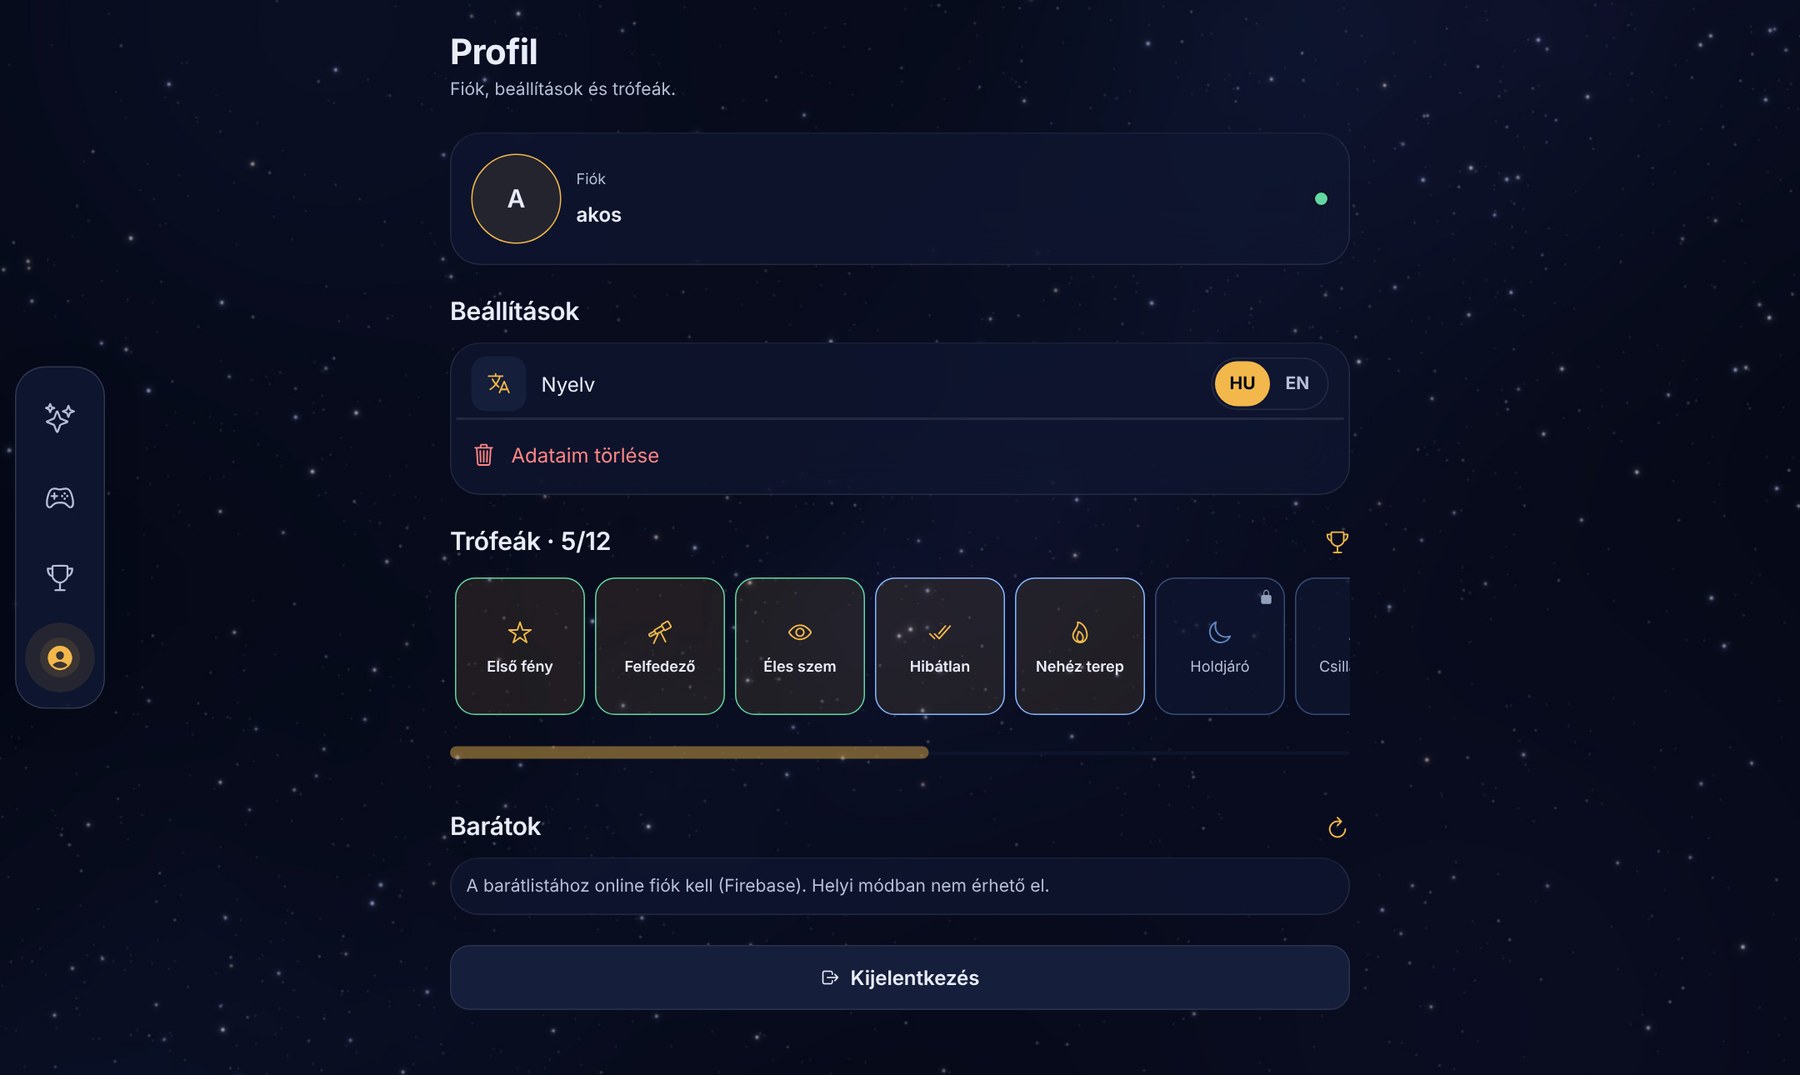 Profil
Fiók, beállítások és trófeák.
A
Fiók
akos
Beállítások
Nyelv
HU EN
Adataim törlése
Trófeák · 5/12
Első fény
Felfedező
Éles szem
Hibátlan
Nehéz terep
Holdjáró
Csill
Barátok
A barátlistához online fiók kell (Firebase). Helyi módban nem érhető el.
Kijelentkezés